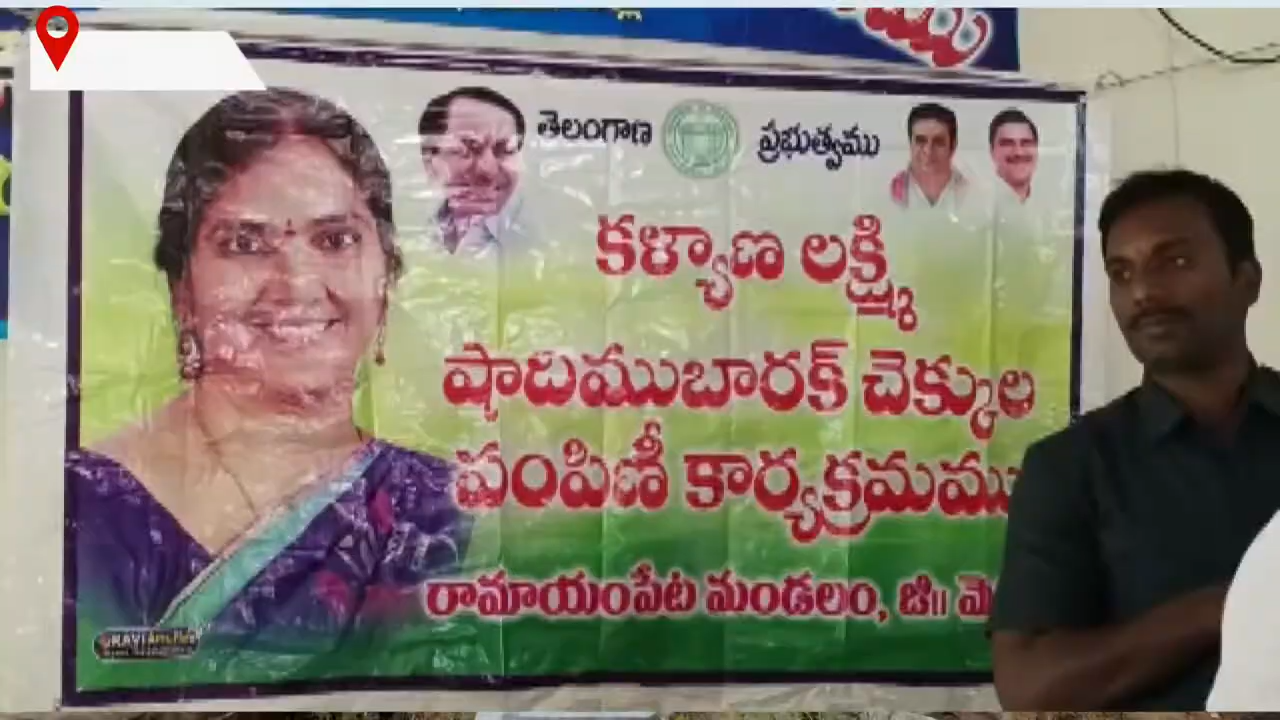 తెలంగాణ ప్రభుత్వము
కళ్యాణ లక్ష్మి
షాదిముబారక్ చెక్కుల
పంపిణీ కార్యక్రమము
రామాయంపేట మండలం, జి॥ మె